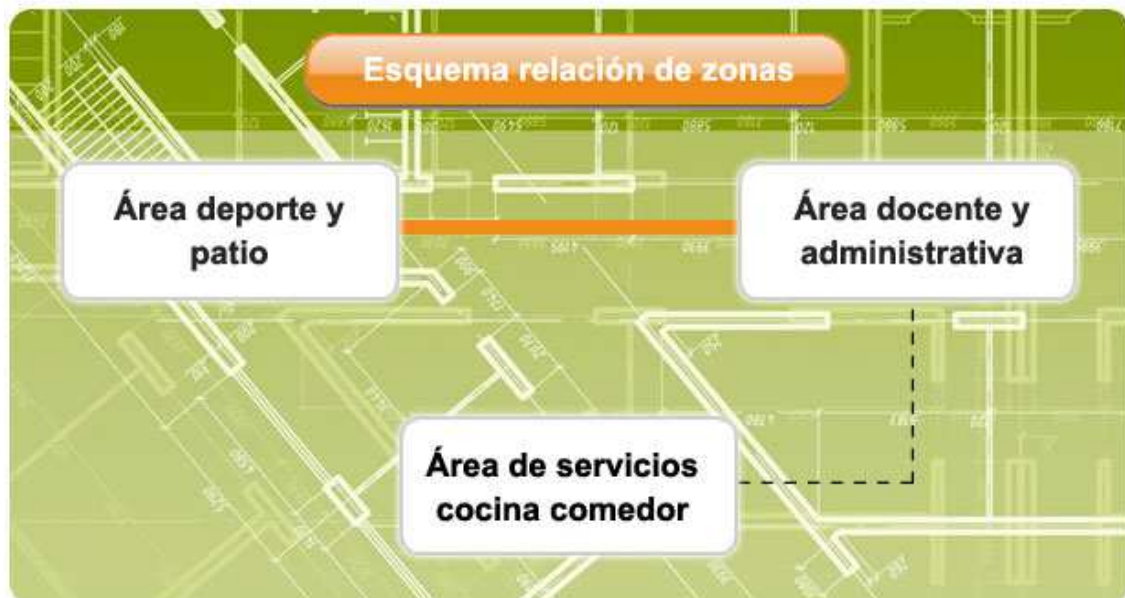 Esquema relación de zonas
Área deporte y
patio
Área docente y
administrativa
Área de servicios
cocina comedor